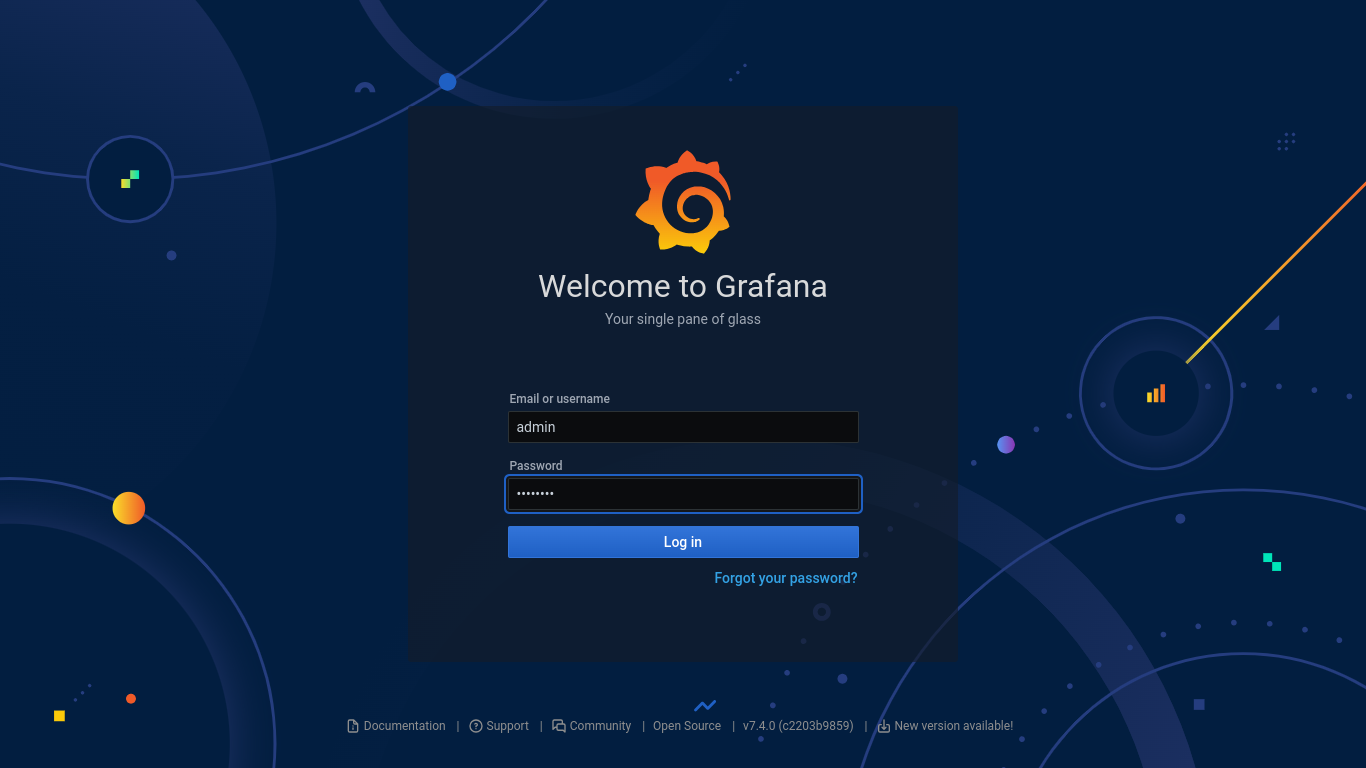 Welcome to Grafana
Your single pane of glass
Email or username
admin
Password
••••••••
Log in
Forgot your password?
Documentation | Support | Community | Open Source | v7.4.0 (c2203b9859) | New version available!